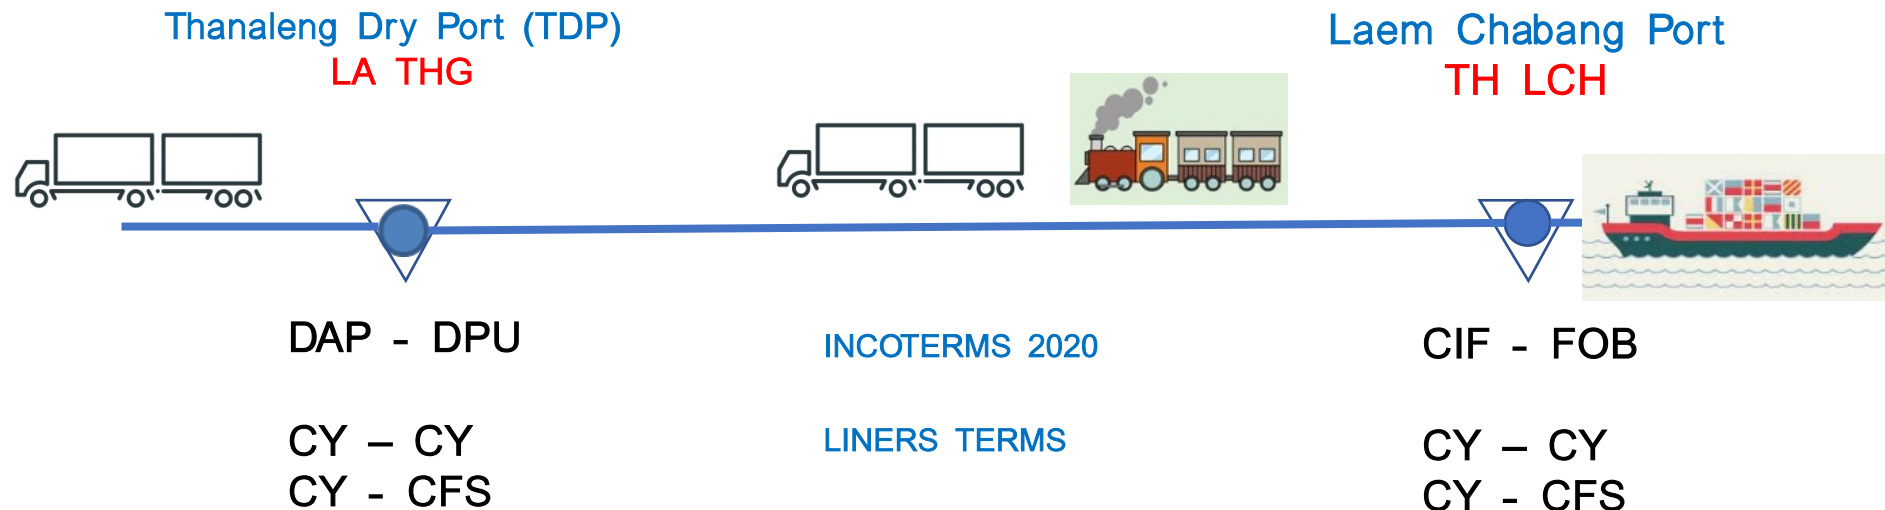 Thanaleng Dry Port (TDP)
LA THG
Laem Chabang Port
TH LCH
DAP - DPU
INCOTERMS 2020
CIF - FOB
CY – CY
LINERS TERMS
CY – CY
CY - CFS
CY - CFS